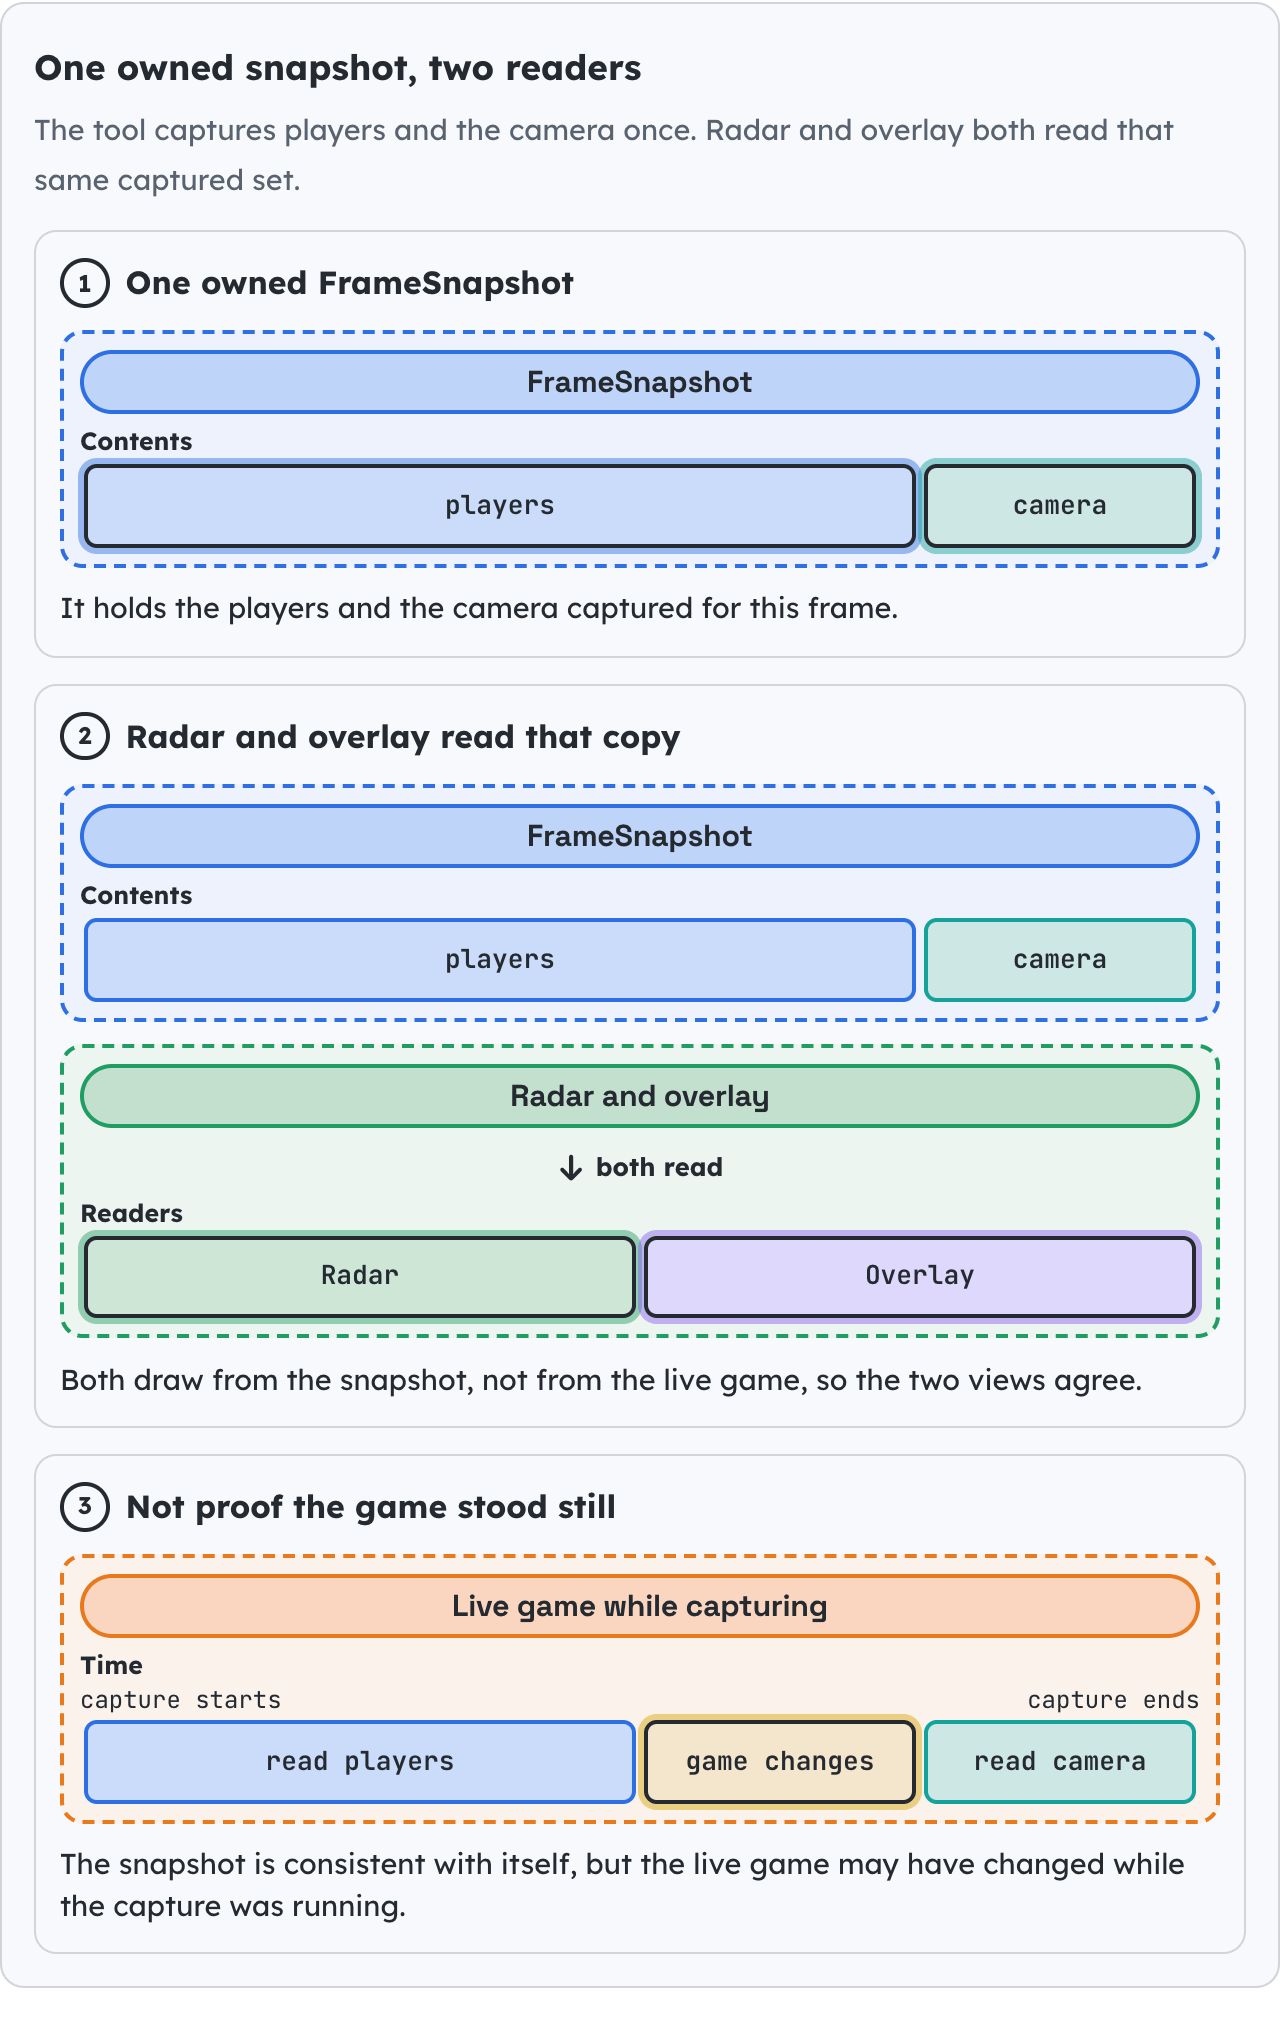 One owned snapshot, two readers
The tool captures players and the camera once. Radar and overlay both read that
same captured set.
1 One owned FrameSnapshot
FrameSnapshot
Contents
players camera
It holds the players and the camera captured for this frame.
2 Radar and overlay read that copy
FrameSnapshot
Contents
players camera
Radar and overlay
↓ both read
Readers
Radar Overlay
Both draw from the snapshot, not from the live game, so the two views agree.
3 Not proof the game stood still
Live game while capturing
Time
capture starts capture ends
read players game changes read camera
The snapshot is consistent with itself, but the live game may have changed while
the capture was running.